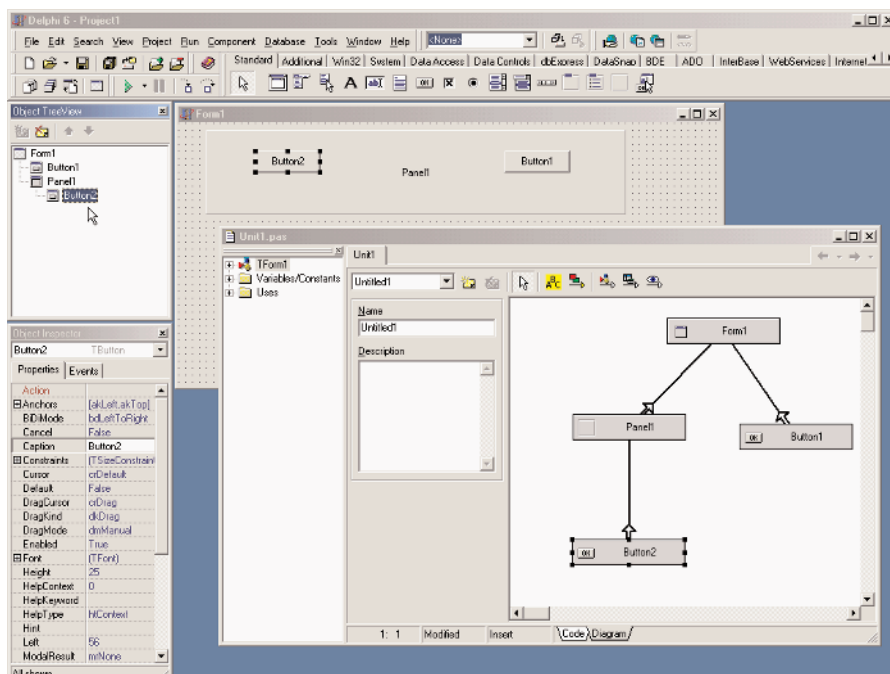 Delphi 6 - Project1
File Edit Search View Project Run Component Database Tools Window Help <None>
Standard Additional Win32 System Data Access Data Controls dbExpress DataSnap BDE ADO InterBase WebServices Internet
Object TreeView
Form1
Button1
Panel1
Button2
Form1
Button2
Panel1
Button1
Unit1.pas
TForm1
Variables/Constants
Uses
Unit1
Untitled1
ABC
Name
Untitled1
Description
Form1
Panel1
OK Button1
OK Button2
1: 1 Modified Insert Code Diagram
Object Inspector
Button2 TButton
Properties Events
Action
Anchors [akLeft,akTop]
BiDiMode bdLeftToRight
Cancel False
Caption Button2
Constraints (TSizeConstraint
Cursor crDefault
Default False
DragCursor crDrag
DragKind dkDrag
DragMode dmManual
Enabled True
Font (TFont)
Height 25
HelpContext 0
HelpKeyword
HelpType htContext
Hint
Left 56
ModalResult mrNone
All shown